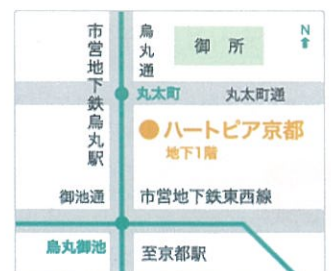 市営地下鉄烏丸駅
烏丸通
御所
N
丸太町
丸太町通
ハートピア京都
地下1階
御池通
市営地下鉄東西線
烏丸御池
至京都駅